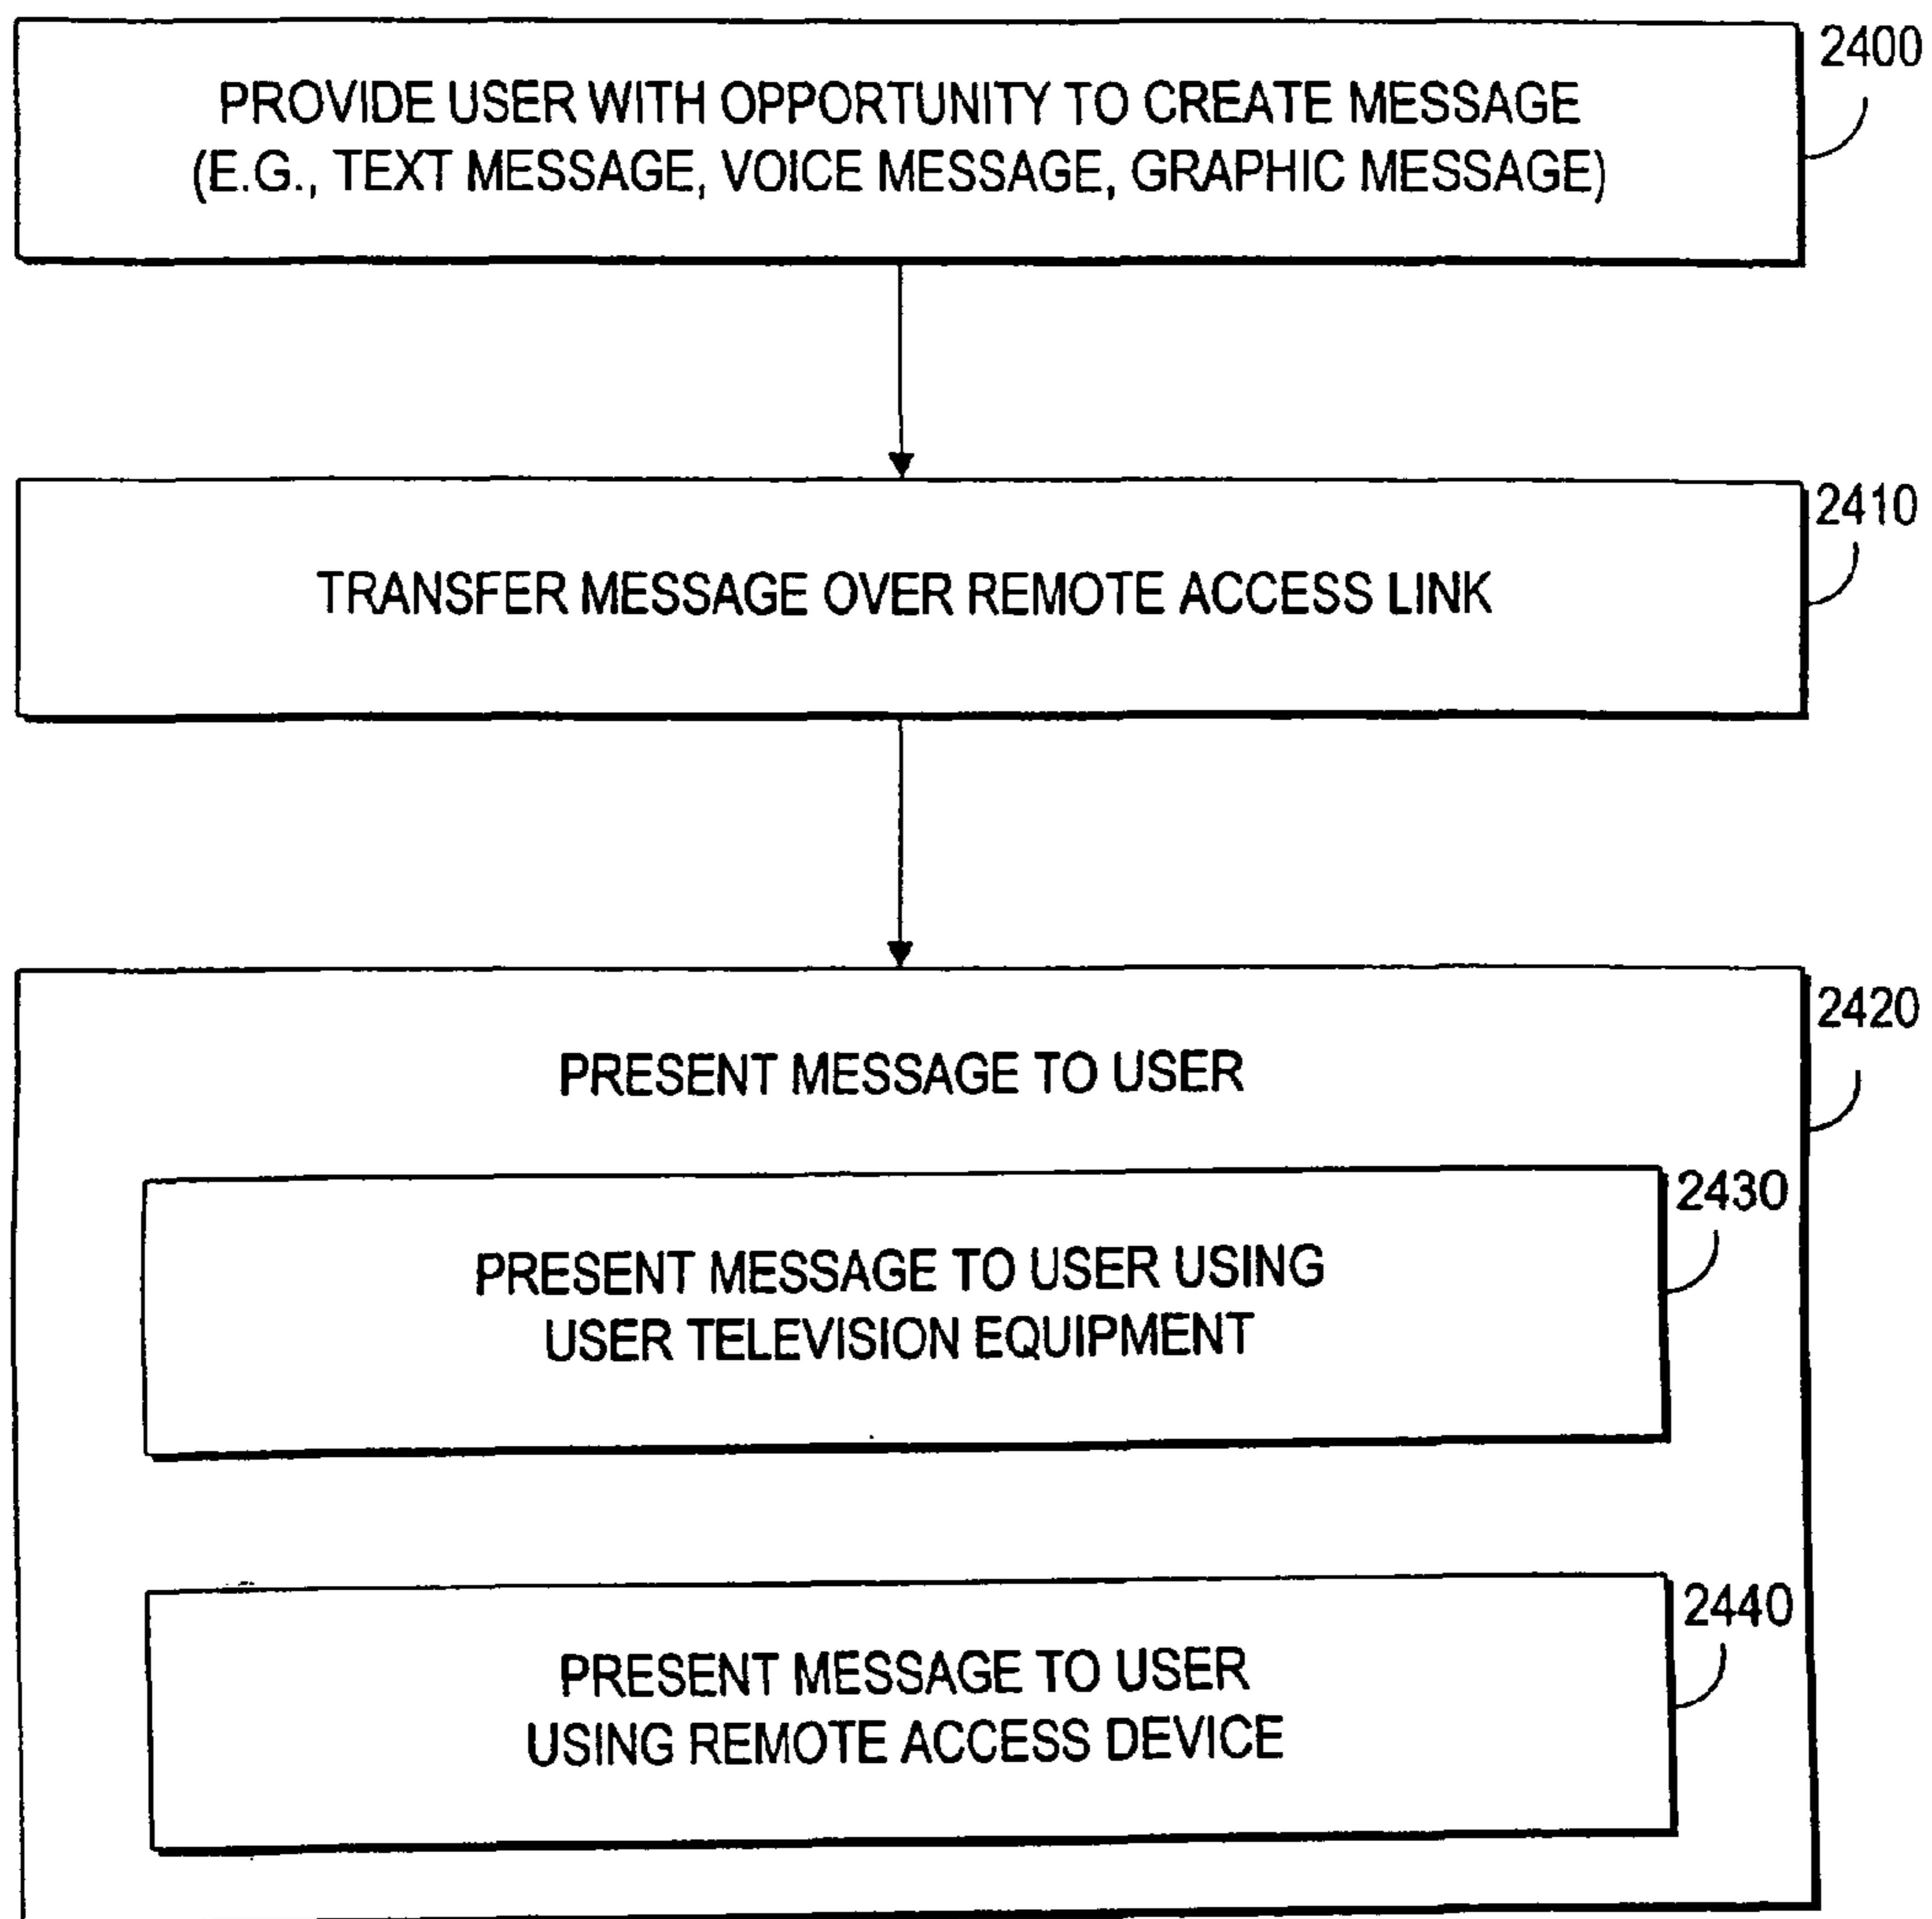 2400
PROVIDE USER WITH OPPORTUNITY TO CREATE MESSAGE
(E.G., TEXT MESSAGE, VOICE MESSAGE, GRAPHIC MESSAGE)
2410
TRANSFER MESSAGE OVER REMOTE ACCESS LINK
2420
PRESENT MESSAGE TO USER
2430
PRESENT MESSAGE TO USER USING
USER TELEVISION EQUIPMENT
2440
PRESENT MESSAGE TO USER
USING REMOTE ACCESS DEVICE